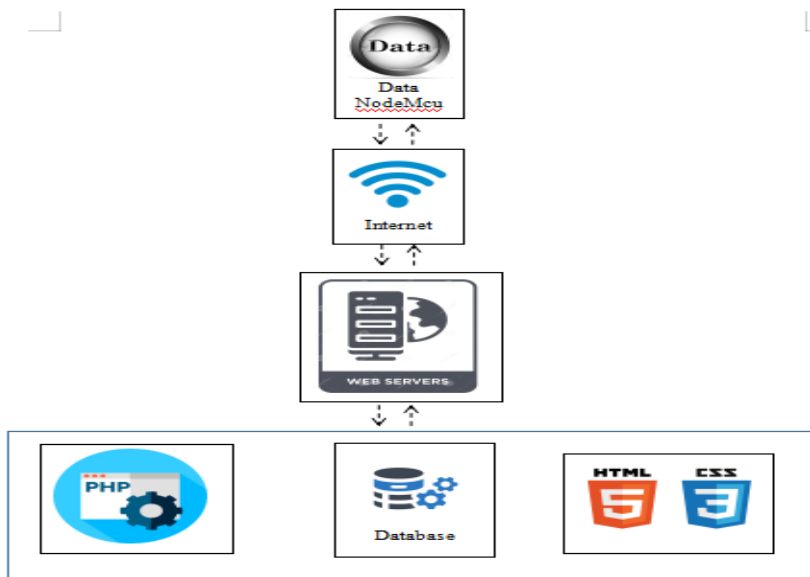 Data
Data
NodeMcu
Internet
WEB SERVERS
PHP
Database
HTML
5
CSS
3